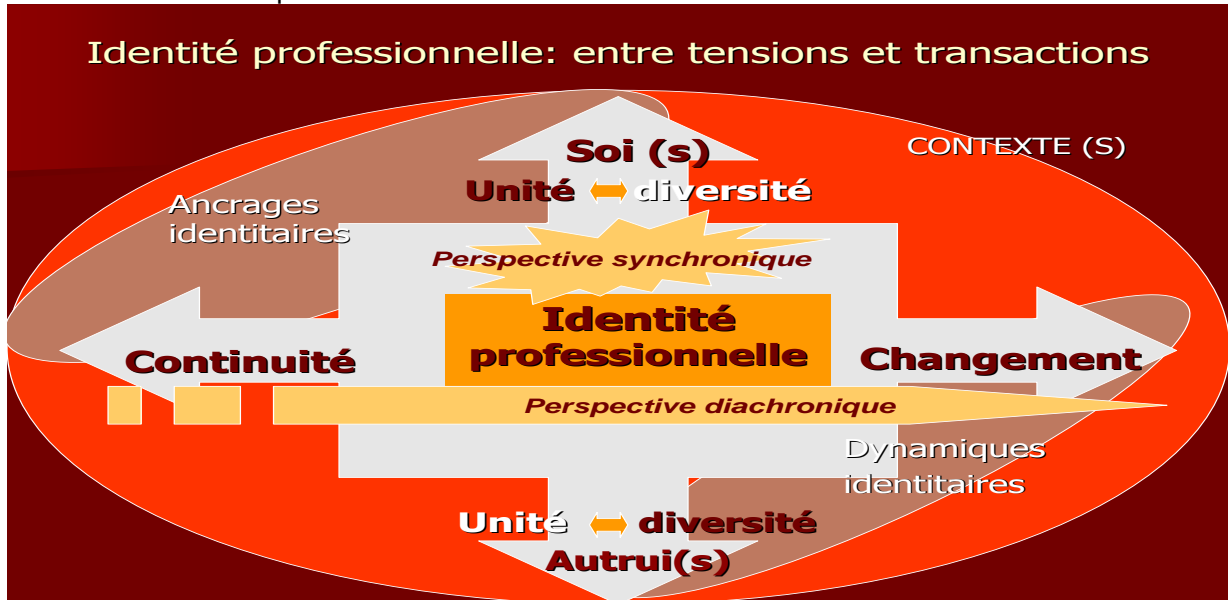 Identité professionnelle: entre tensions et transactions
Soi (s)
CONTEXTE (S)
Unité diversité
Ancrages
identitaires
Perspective synchronique
Identité
professionnelle
Continuité
Changement
Perspective diachronique
Dynamiques
identitaires
Unité diversité
Autrui(s)